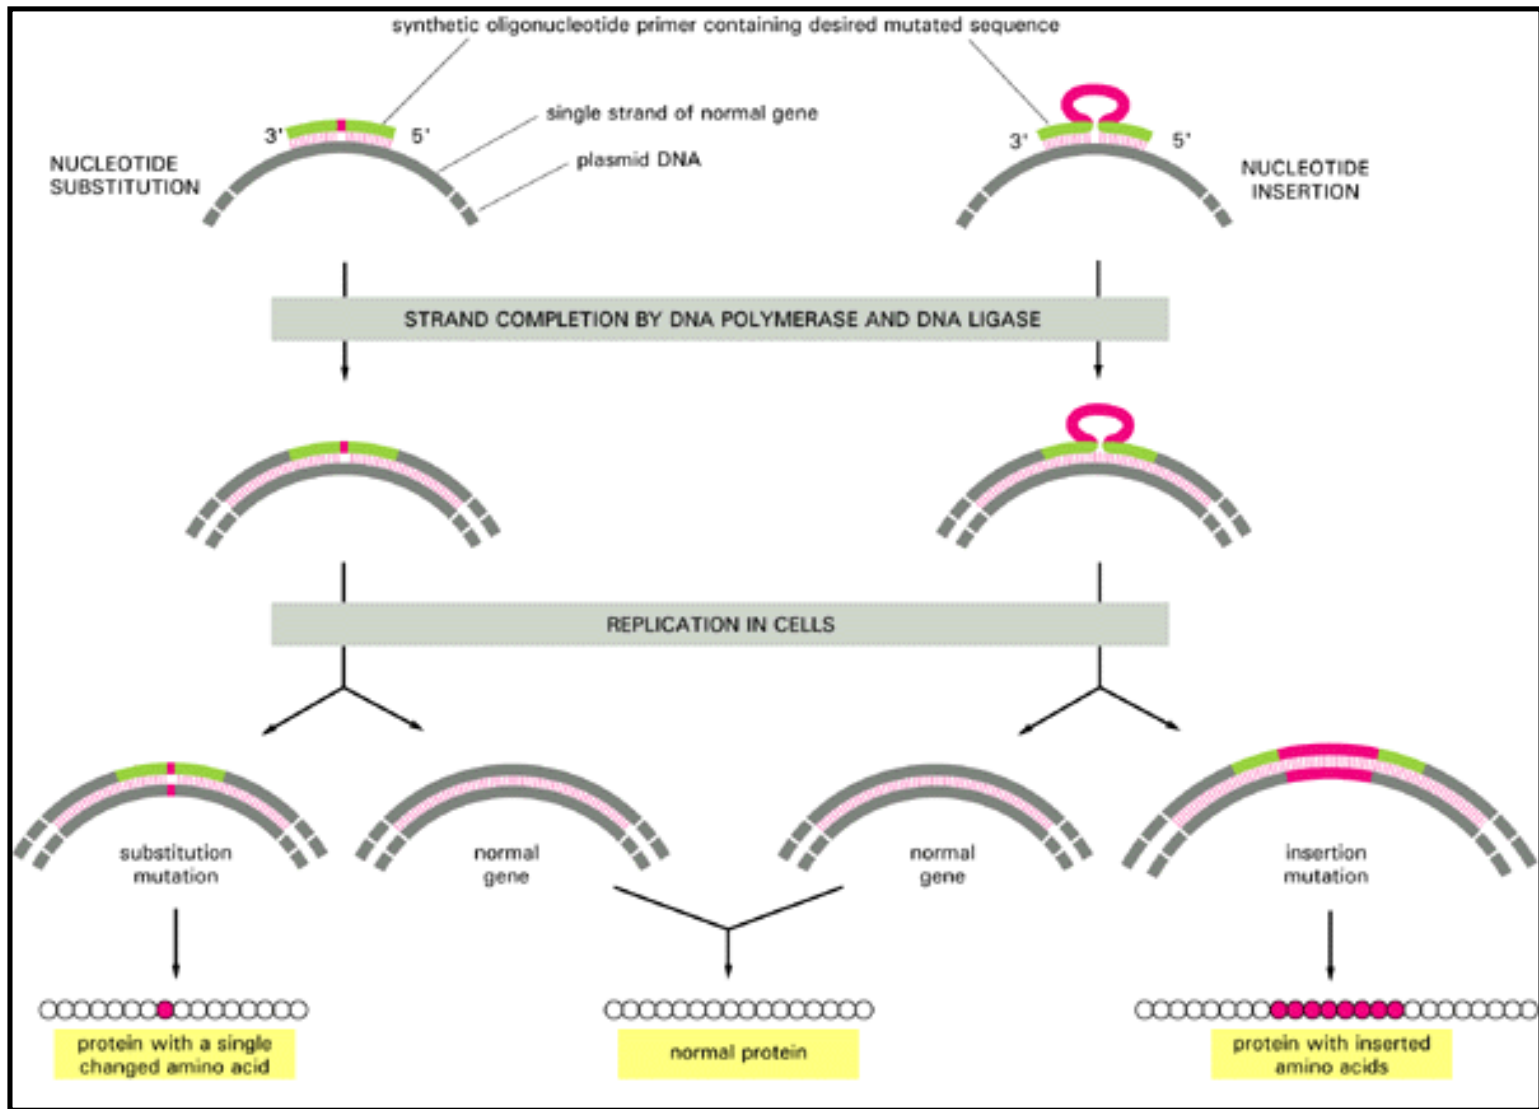 synthetic oligonucleotide primer containing desired mutated sequence
single strand of normal gene
3'
5'
3'
5'
plasmid DNA
NUCLEOTIDE
SUBSTITUTION
NUCLEOTIDE
INSERTION
STRAND COMPLETION BY DNA POLYMERASE AND DNA LIGASE
REPLICATION IN CELLS
substitution
mutation
normal
gene
normal
gene
insertion
mutation
protein with a single
changed amino acid
normal protein
protein with inserted
amino acids